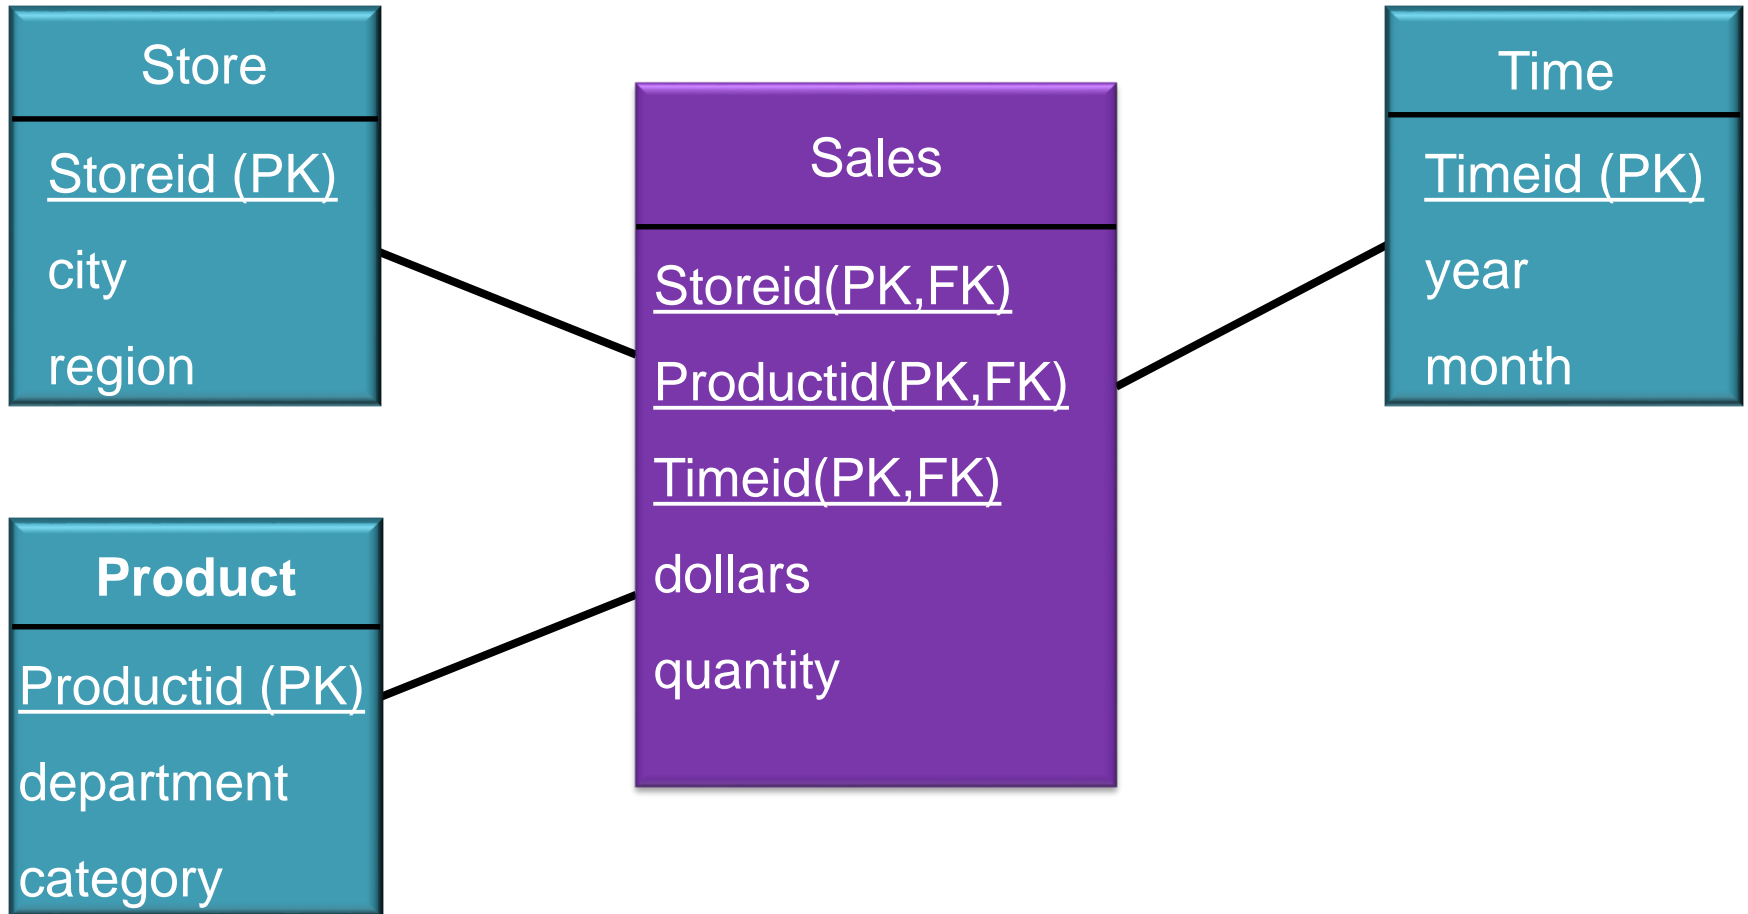 Store
Storeid (PK)
city
region
Product
Productid (PK)
department
category
Sales
Storeid(PK,FK)
Productid(PK,FK)
Timeid(PK,FK)
dollars
quantity
Time
Timeid (PK)
year
month